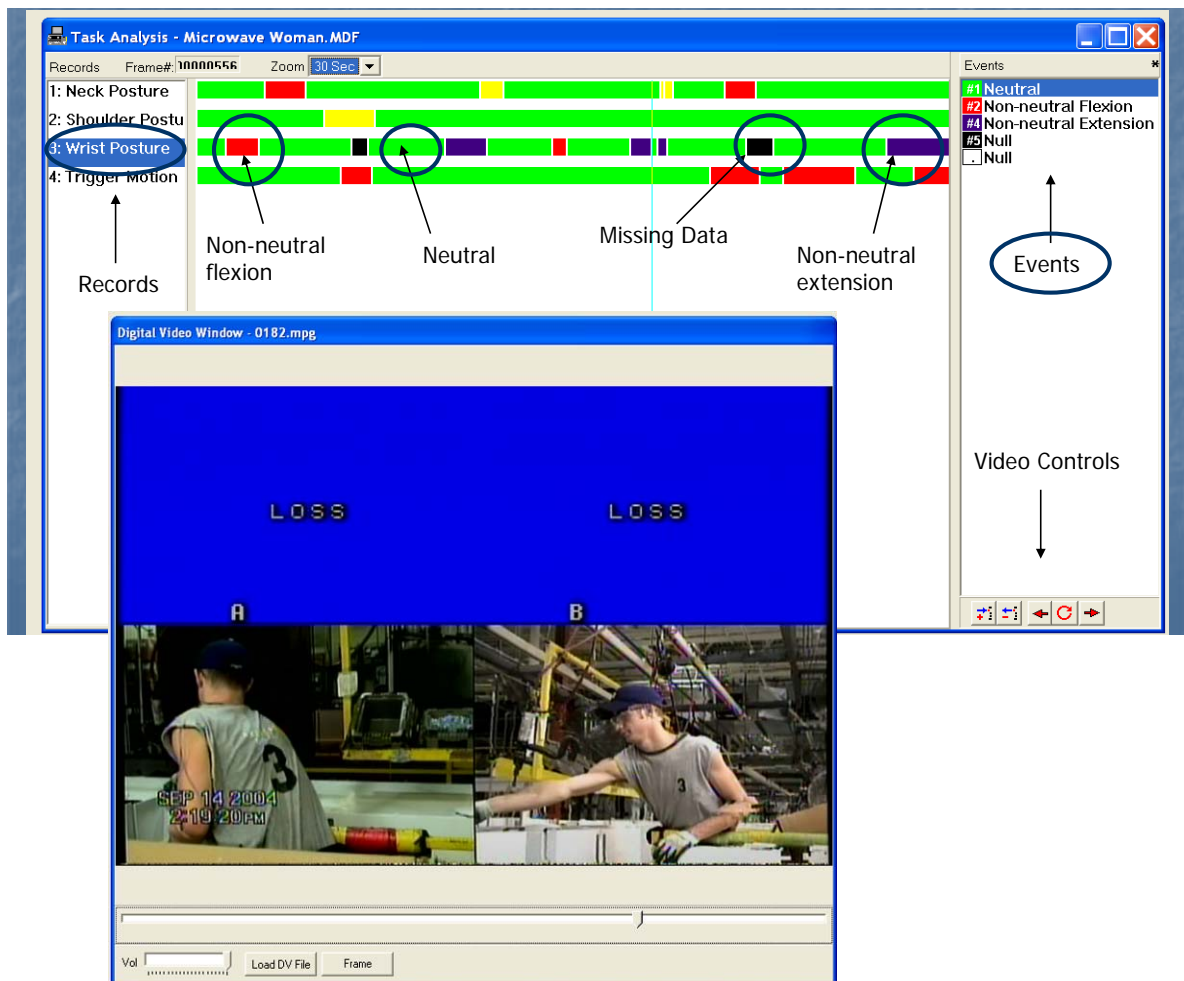 Task Analysis - Microwave Woman.MDF
Records Frame#: 00000556 Zoom 30 Sec
Events *
1: Neck Posture
2: Shoulder Postu
3: Wrist Posture
4: Trigger Motion
#1 Neutral
#2 Non-neutral Flexion
#4 Non-neutral Extension
#5 Null
. Null
Records
Non-neutral
flexion
Neutral
Missing Data
Non-neutral
extension
Events
Video Controls
Digital Video Window - 0182.mpg
LOSS LOSS
A B
3
SEP 14 2004
2:19:20PM
3
Vol Load DV File Frame